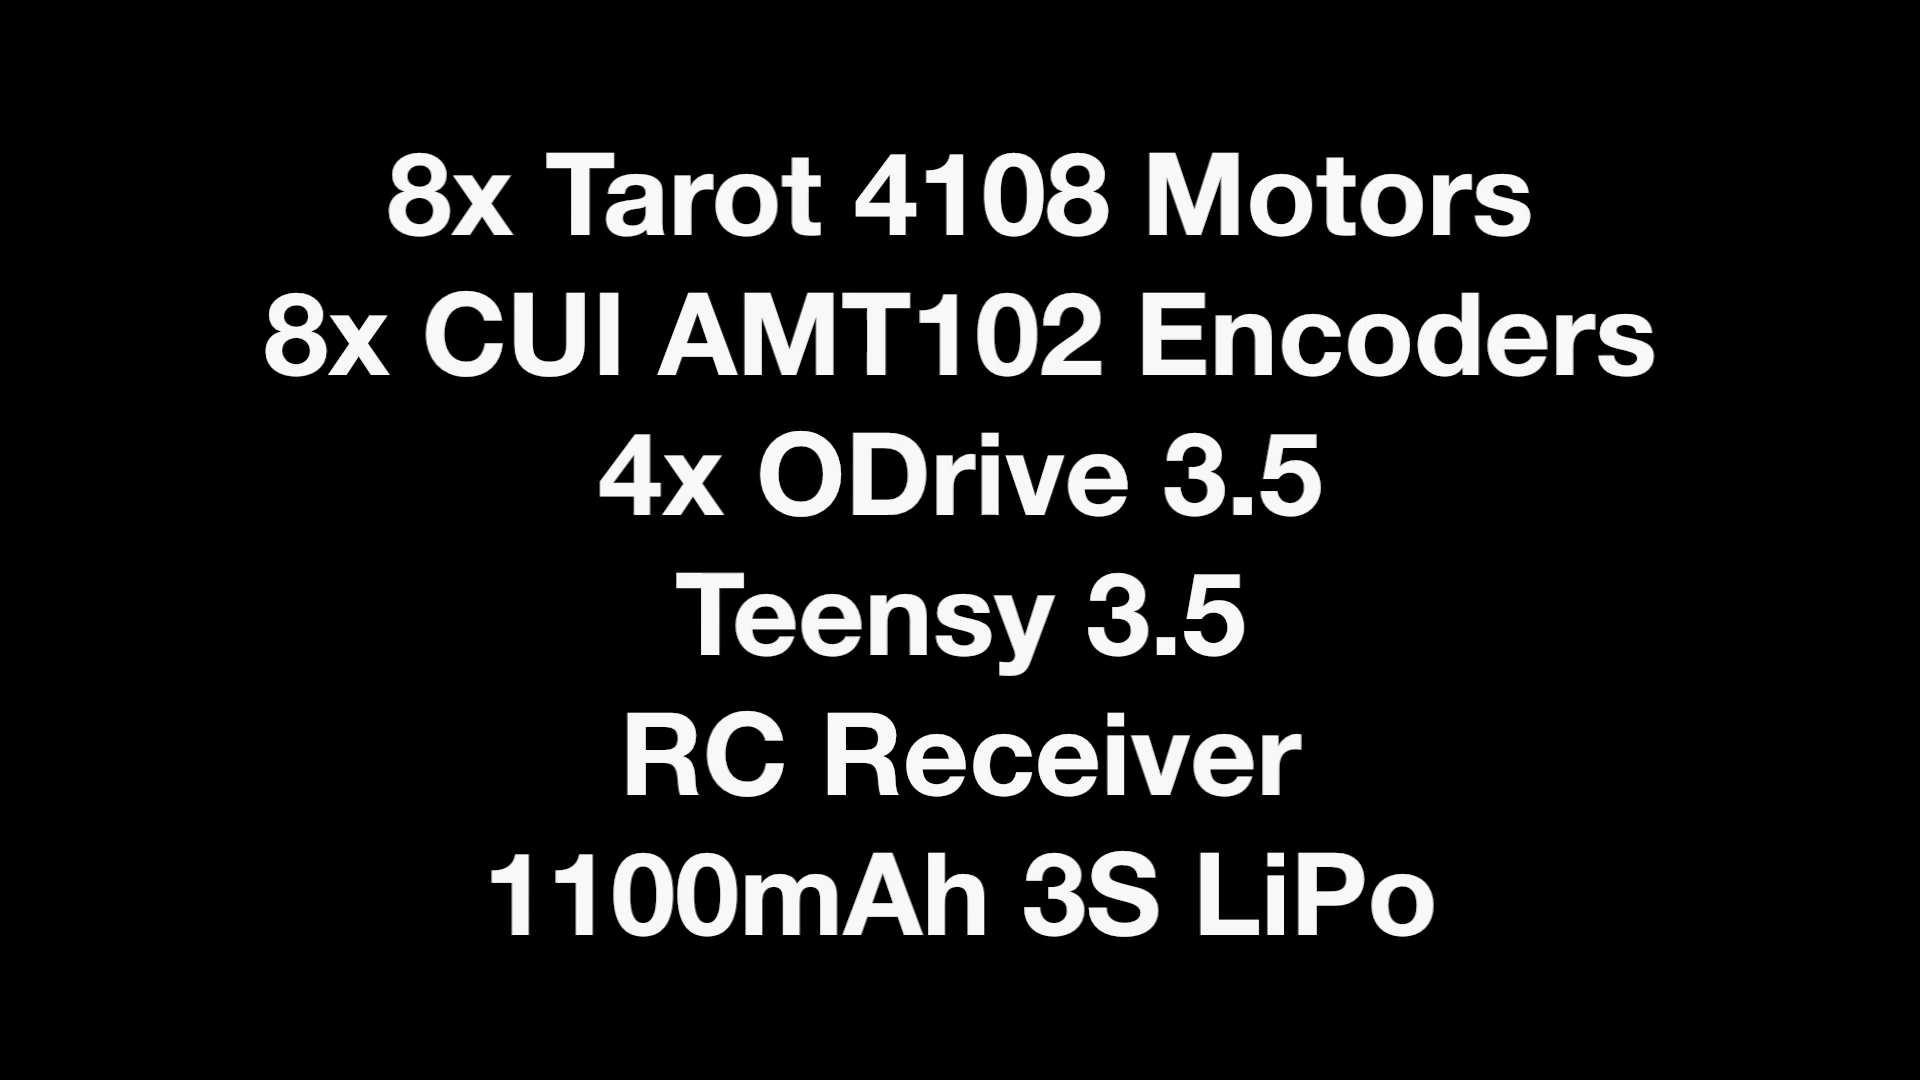 8x Tarot 4108 Motors
8x CUI AMT102 Encoders
4x ODrive 3.5
Teensy 3.5
RC Receiver
1100mAh 3S LiPo